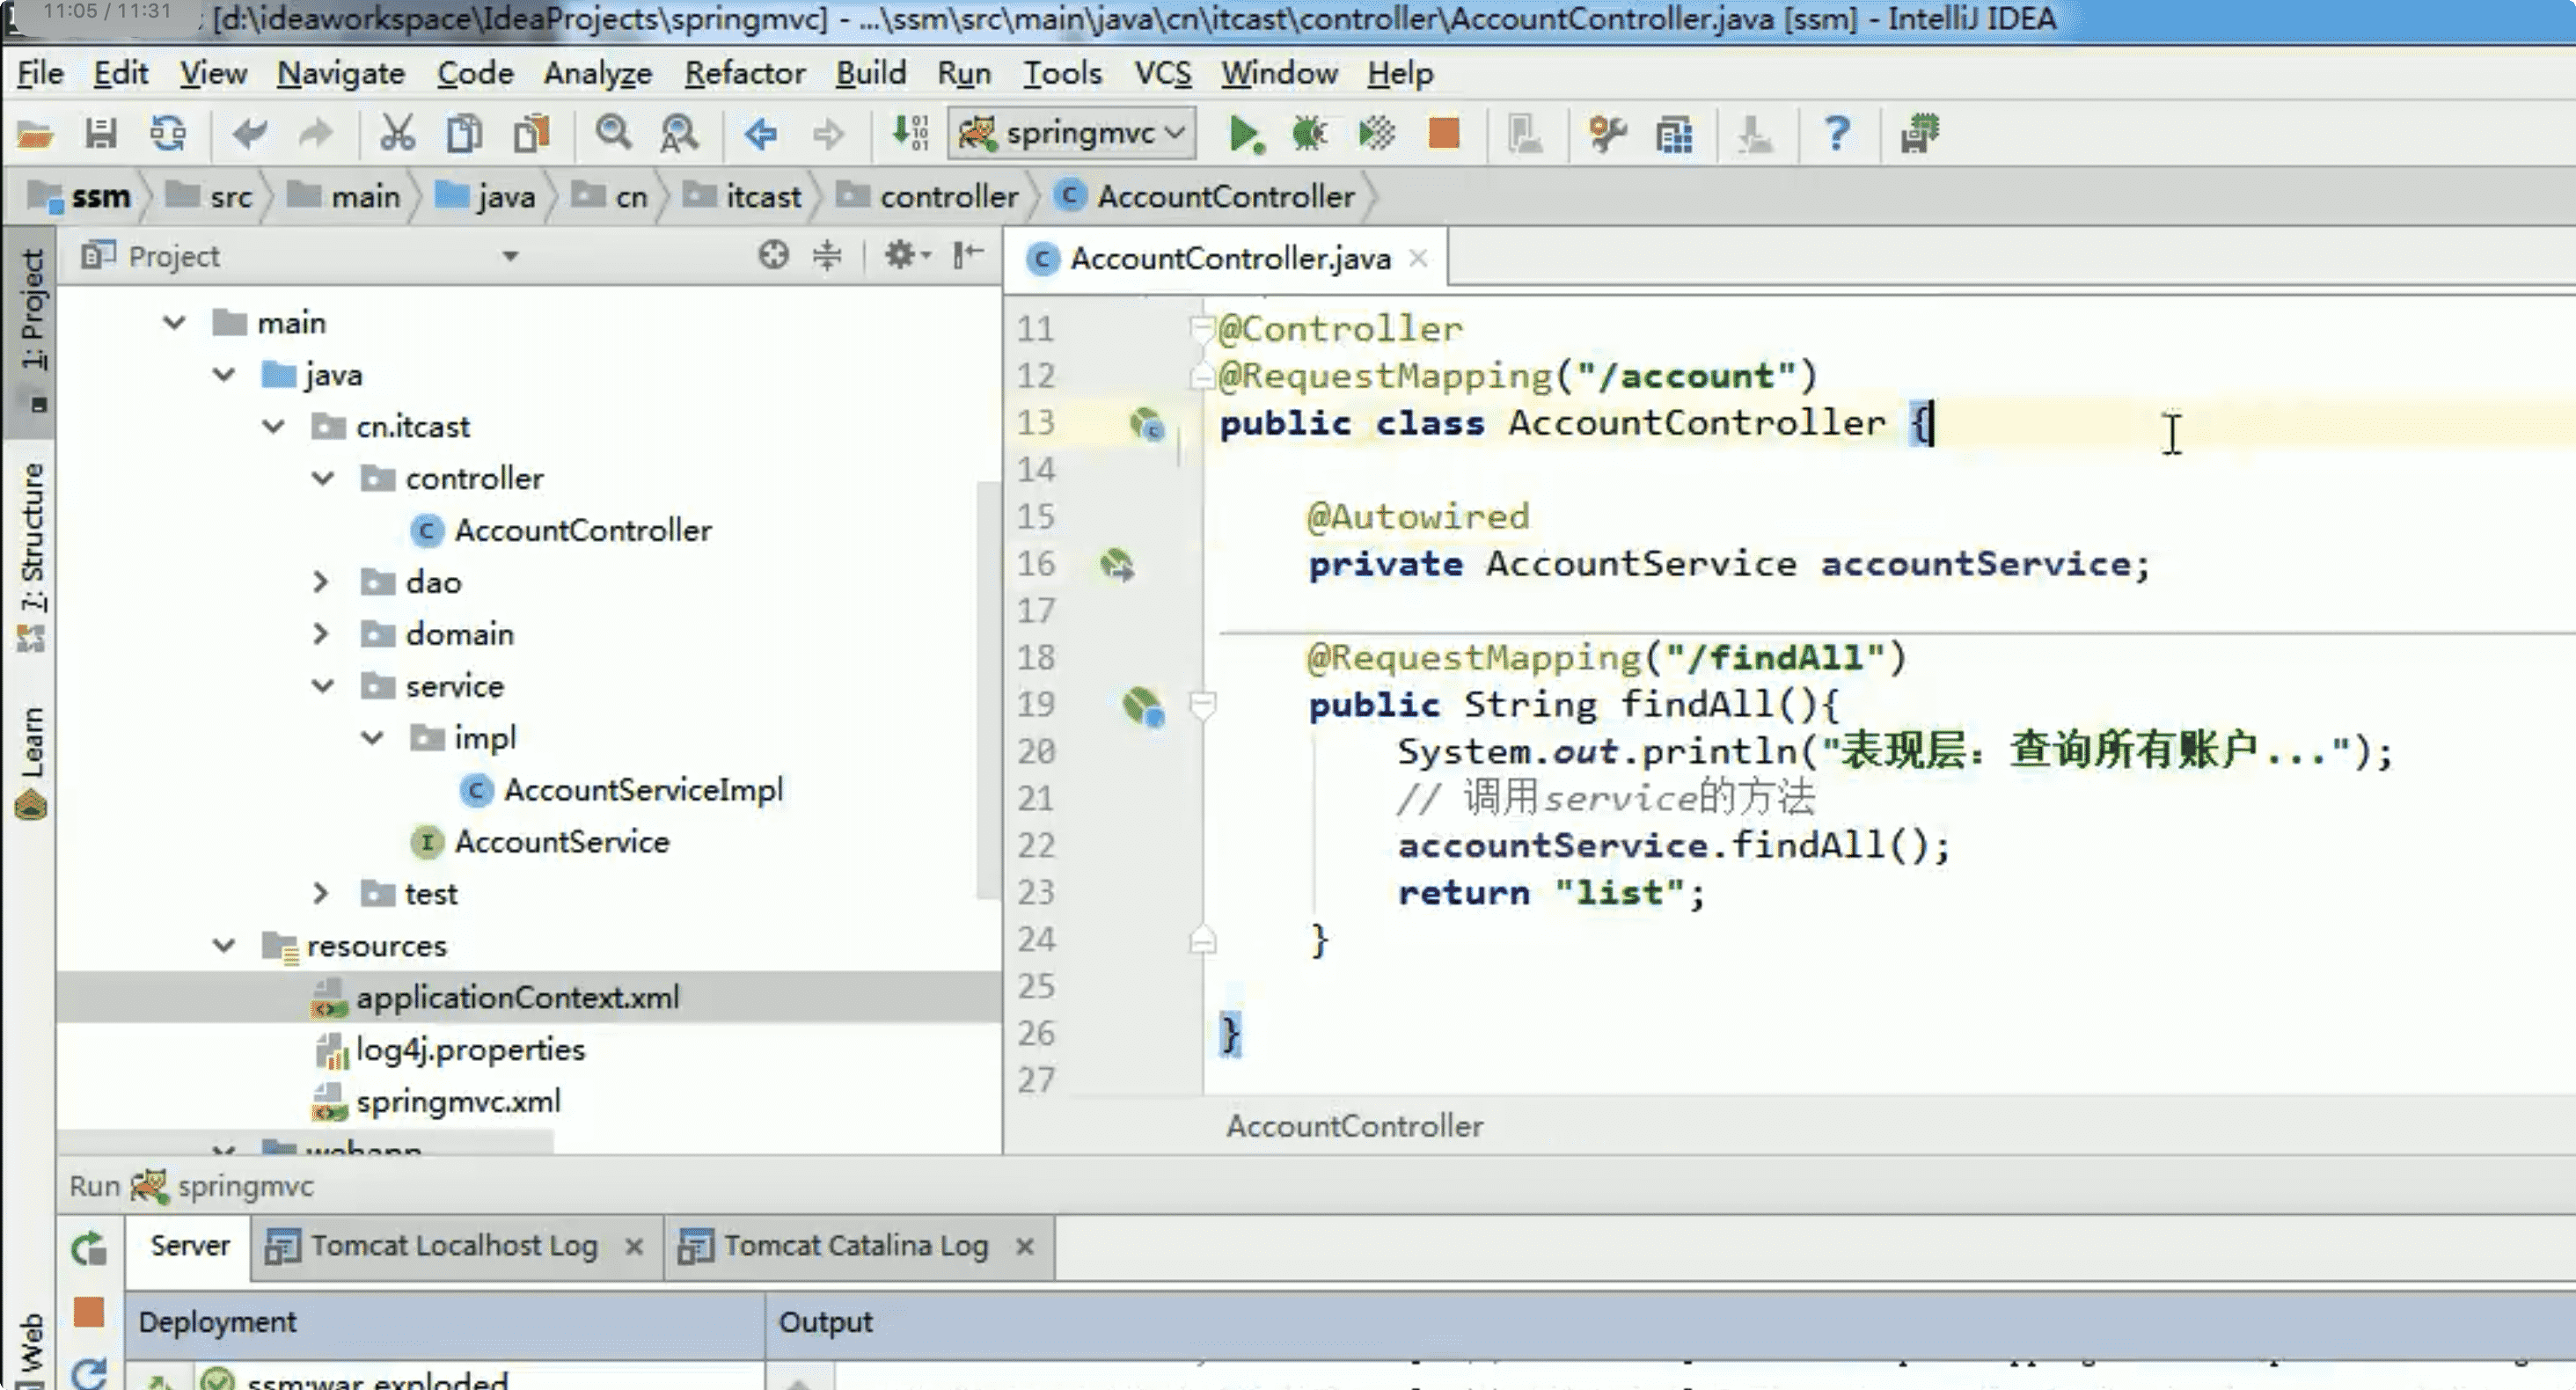 11:05 / 11:31
[d:\ideaworkspace\IdeaProjects\springmvc] - ...\ssm\src\main\java\cn\itcast\controller\AccountController.java [ssm] - IntelliJ IDEA
File Edit View Navigate Code Analyze Refactor Build Run Tools VCS Window Help
springmvc
ssm src main java cn itcast controller AccountController
1: Project
7: Structure
Learn
Web
Project
main
java
cn.itcast
controller
AccountController
dao
domain
service
impl
AccountServiceImpl
AccountService
test
resources
applicationContext.xml
log4j.properties
springmvc.xml
webapp
AccountController.java
11 @Controller
12 @RequestMapping("/account")
13 public class AccountController {
14
15 @Autowired
16 private AccountService accountService;
17
18 @RequestMapping("/findAll")
19 public String findAll(){
20 System.out.println("表现层：查询所有账户...");
21 // 调用service的方法
22 accountService.findAll();
23 return "list";
24 }
25
26 }
27
AccountController
Run springmvc
Server Tomcat Localhost Log Tomcat Catalina Log
Deployment Output
ssm:war exploded